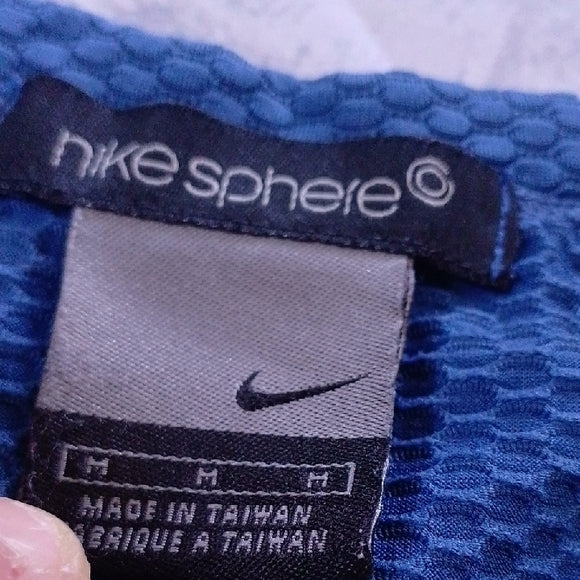 nike sphere
M M M
MADE IN TAIWAN
FABRIQUE A TAIWAN